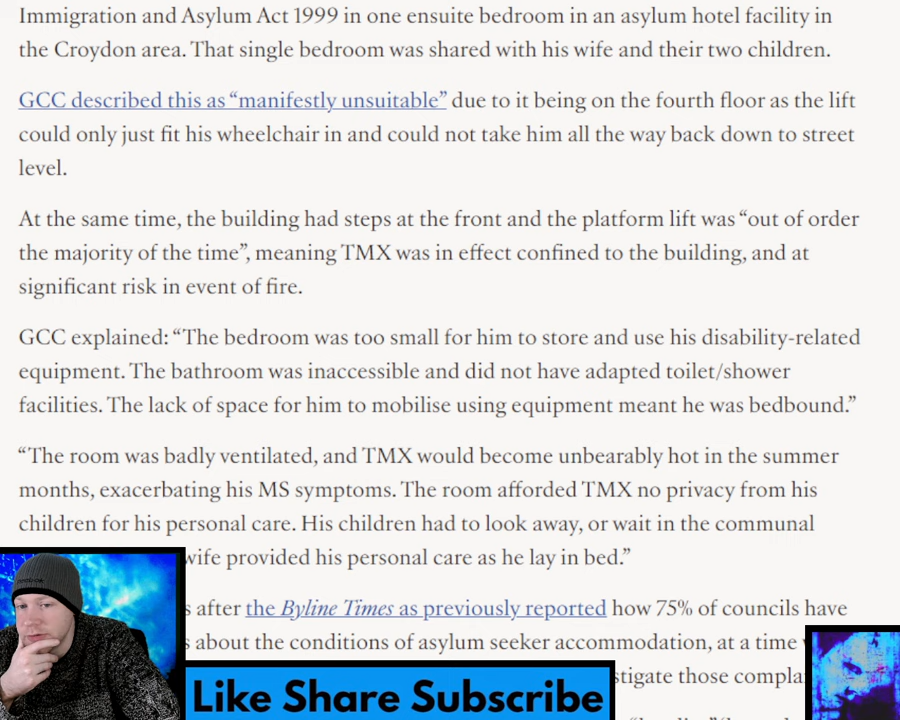 Immigration and Asylum Act 1999 in one ensuite bedroom in an asylum hotel facility in
the Croydon area. That single bedroom was shared with his wife and their two children.
GCC described this as “manifestly unsuitable” due to it being on the fourth floor as the lift
could only just fit his wheelchair in and could not take him all the way back down to street
level.
At the same time, the building had steps at the front and the platform lift was “out of order
the majority of the time”, meaning TMX was in effect confined to the building, and at
significant risk in event of fire.
GCC explained: “The bedroom was too small for him to store and use his disability-related
equipment. The bathroom was inaccessible and did not have adapted toilet/shower
facilities. The lack of space for him to mobilise using equipment meant he was bedbound.”
“The room was badly ventilated, and TMX would become unbearably hot in the summer
months, exacerbating his MS symptoms. The room afforded TMX no privacy from his
children for his personal care. His children had to look away, or wait in the communal
wife provided his personal care as he lay in bed.”
s after the Byline Times as previously reported how 75% of councils have
s about the conditions of asylum seeker accommodation, at a time
stigate those compla
Like Share Subscribe